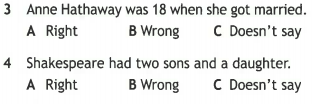 3 Anne Hathaway was 18 when she got married.
A Right B Wrong C Doesn't say
4 Shakespeare had two sons and a daughter.
A Right B Wrong C Doesn't say